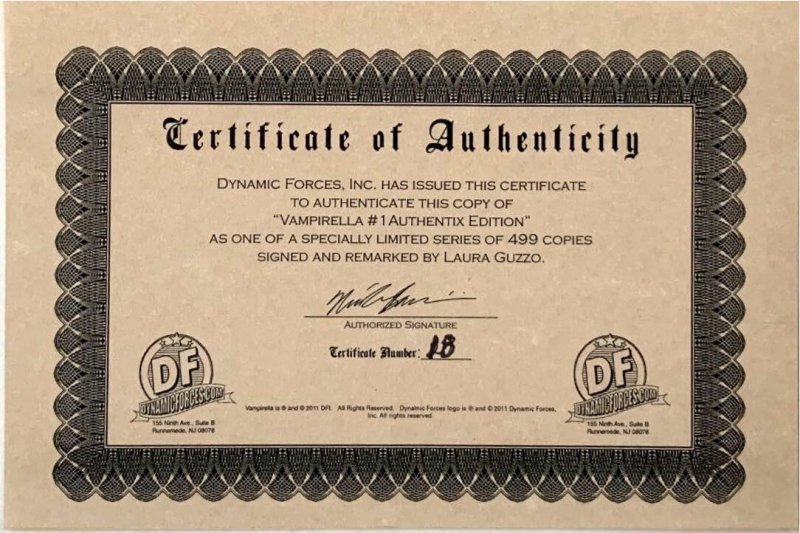 Certificate of Authenticity
DYNAMIC FORCES, INC. HAS ISSUED THIS CERTIFICATE
TO AUTHENTICATE THIS COPY OF
"VAMPIRELLA #1 AUTHENTIX EDITION"
AS ONE OF A SPECIALLY LIMITED SERIES OF 499 COPIES
SIGNED AND REMARKED BY LAURA GUZZO.
AUTHORIZED SIGNATURE
Certificate Number: 18
DF
DYNAMICFORCES.COM
155 Ninth Ave., Suite B
Runnemede, NJ 08078
Vampirella is ® and © 2011 DFI. All Rights Reserved. Dynamic Forces logo is ® and © 2011 Dynamic Forces,
Inc. All rights reserved.
DF
DYNAMICFORCES.COM
155 Ninth Ave., Suite B
Runnemede, NJ 08078